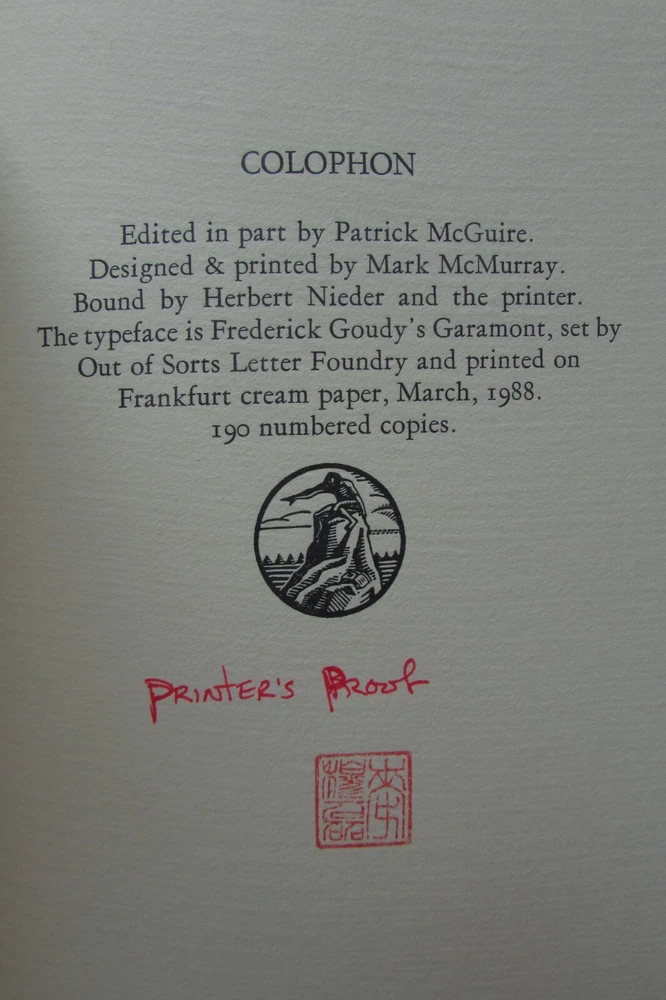 COLOPHON
Edited in part by Patrick McGuire.
Designed & printed by Mark McMurray.
Bound by Herbert Nieder and the printer.
The typeface is Frederick Goudy's Garamont, set by
Out of Sorts Letter Foundry and printed on
Frankfurt cream paper, March, 1988.
190 numbered copies.
PRINTER'S PROOF